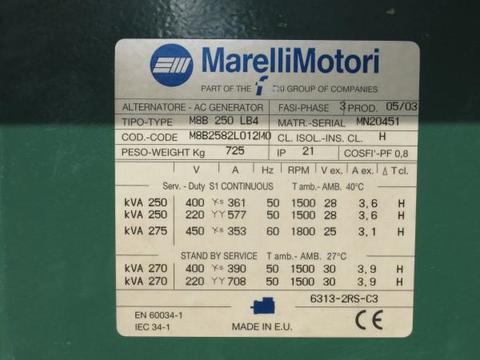 MarelliMotori
PART OF THE FKI GROUP OF COMPANIES
ALTERNATORE - AC GENERATOR FASI-PHASE 3 PROD. 05/03
TIPO-TYPE M8B 250 LB4 MATR.-SERIAL MN20451
COD.-CODE M8B2582L012M0 CL. ISOL.-INS. CL. H
PESO-WEIGHT Kg 725 IP 21 COSFI'-PF 0,8
V A Hz RPM V ex. A ex. Δ T cl.
Serv. - Duty S1 CONTINUOUS T amb.- AMB. 40°C
kVA 250 400 361 50 1500 28 3,6 H
kVA 250 220 577 50 1500 28 3,6 H
kVA 275 450 353 60 1800 25 3,1 H
STAND BY SERVICE T amb.- AMB. 27°C
kVA 270 400 390 50 1500 30 3,9 H
kVA 270 220 708 50 1500 30 3,9 H
6313-2RS-C3
EN 60034-1
IEC 34-1 MADE IN E.U. CE